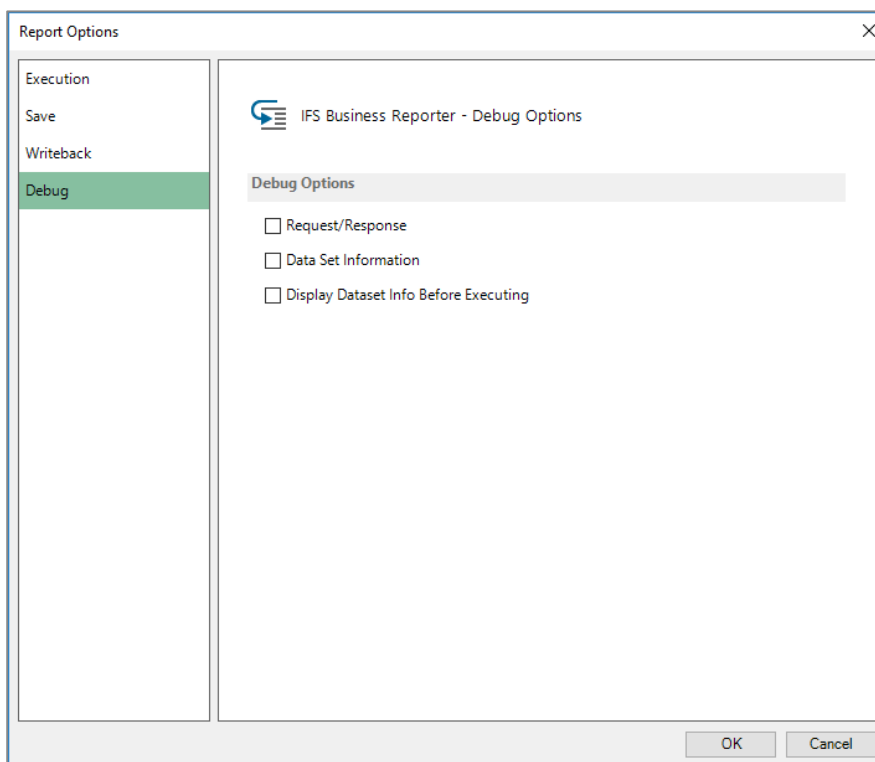 Report Options
Execution
Save
Writeback
Debug
IFS Business Reporter - Debug Options
Debug Options
Request/Response
Data Set Information
Display Dataset Info Before Executing
OK
Cancel